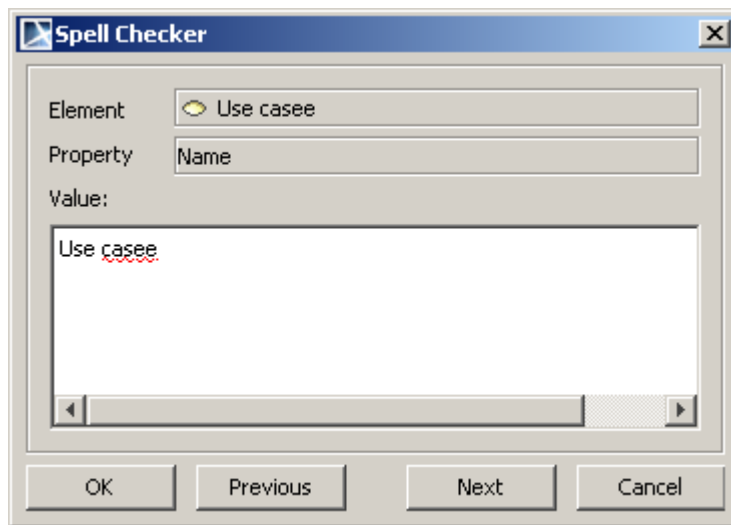 Spell Checker
Element
Use casee
Property
Name
Value:
Use casee
OK
Previous
Next
Cancel